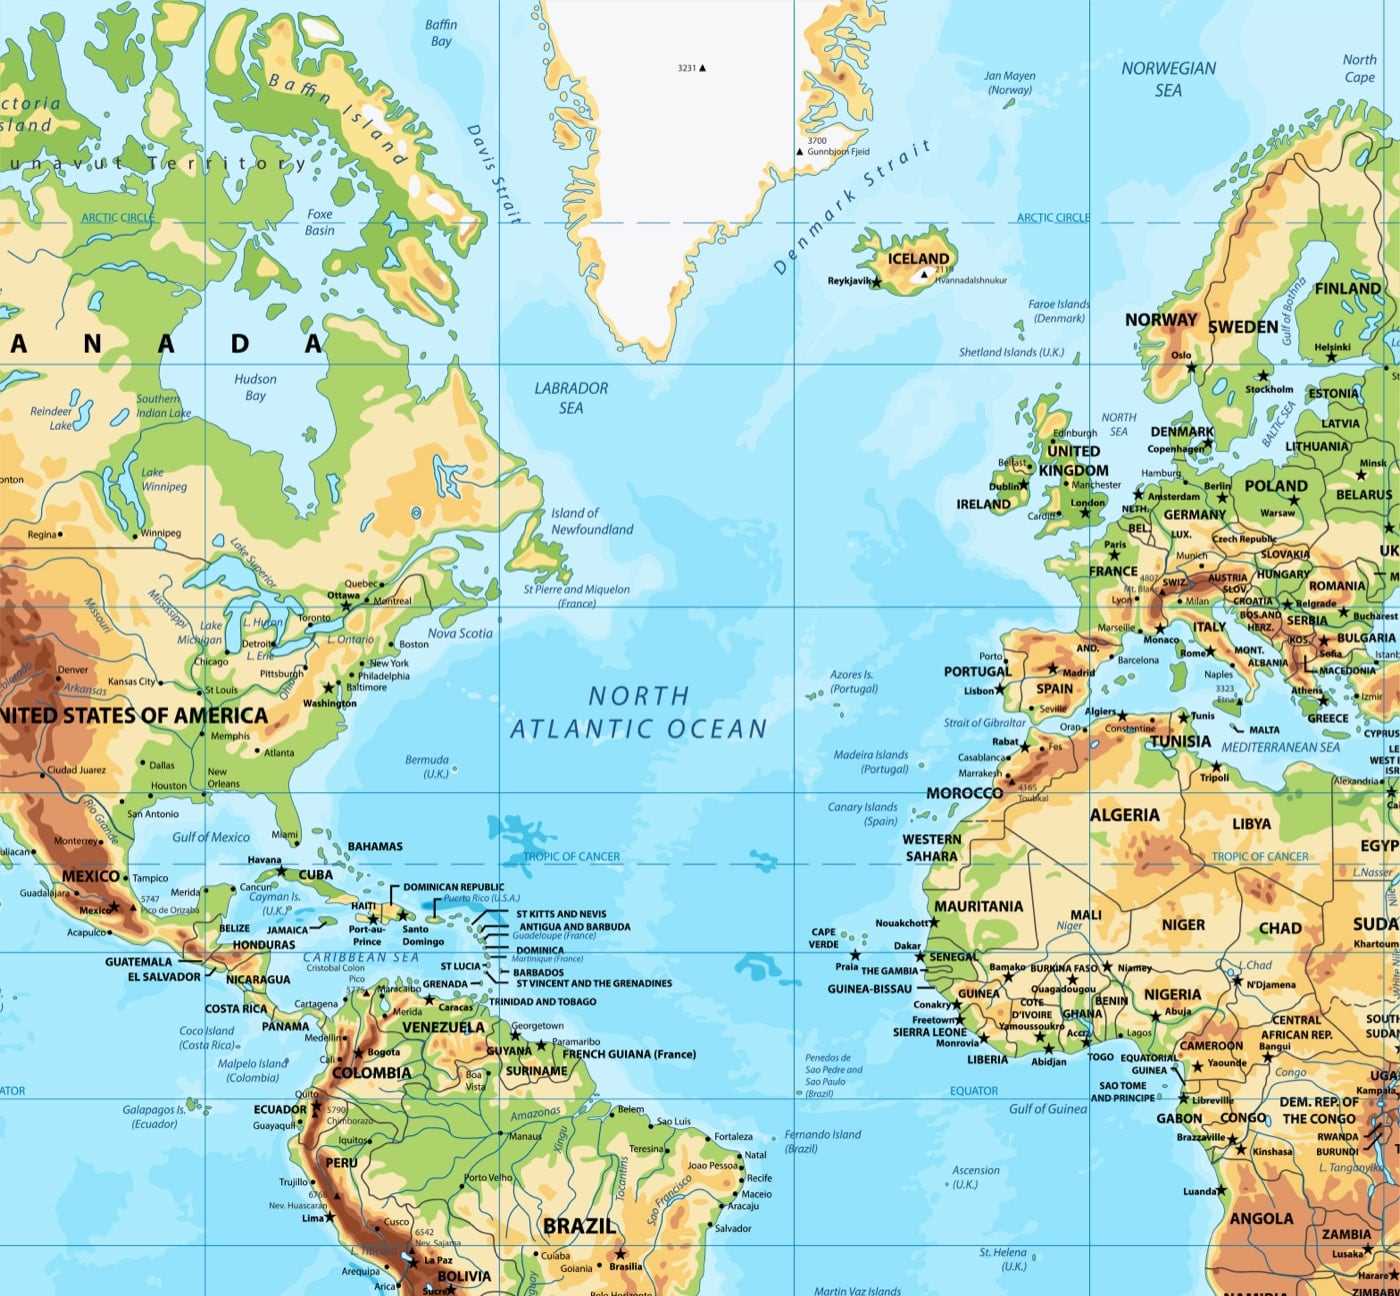 Baffin
Bay
3231
NORWEGIAN
SEA
North
Cape
Jan Mayen
(Norway)
Baffin Island
ctoria
sland
unavut Territory
Davis Strait
3700
Gunnbjorn Fjeid
Denmark Strait
ARCTIC CIRCLE
Foxe
Basin
ARCTIC CIRCLE
ICELAND
Reykjavik
2119
Hvannadalshnukur
Faroe Islands
(Denmark)
Shetland Islands (U.K.)
NORWAY
SWEDEN
FINLAND
Gulf of Bothnia
Oslo
Helsinki
Stockholm
ESTONIA
ANADA
Hudson
Bay
LABRADOR
SEA
Reindeer
Lake
Southern
Indian Lake
NORTH
SEA
BALTIC SEA
LATVIA
DENMARK
Copenhagen
LITHUANIA
Edinburgh
UNITED
KINGDOM
Belfast
Minsk
Lake
Winnipeg
onton
Dublin
Manchester
Hamburg
Berlin
POLAND
BELARUS
IRELAND
Cardiff
London
Amsterdam
Warsaw
NETH.
GERMANY
Island of
Newfoundland
Regina
Winnipeg
Lake Superior
BEL.
LUX.
Czech Republic
Paris
Munich
SLOVAKIA
UK
FRANCE
4807
Mt. Blanc
SWIZ.
AUSTRIA
HUNGARY
ROMANIA
M
SLOV.
Quebec
Ottawa
Montreal
St Pierre and Miquelon
(France)
Lyon
Milan
CROATIA
Belgrade
Bucharest
Missouri
Mississippi
Lake
Michigan
L. Huron
Toronto
Nova Scotia
Marseille
Monaco
ITALY
BOS.AND
HERZ.
SERBIA
BULGARIA
KOS.
Chicago
Detroit
L. Erie
L. Ontario
Boston
Porto
AND.
Barcelona
Rome
MONT.
ALBANIA
Sofia
Istanb
MACEDONIA
Denver
Kansas City
St Louis
Pittsburgh
Ohio
New York
Philadelphia
Baltimore
Washington
Arkansas
NORTH
ATLANTIC OCEAN
Azores Is.
(Portugal)
PORTUGAL
Lisbon
Madrid
SPAIN
Seville
Naples
3323
Etna
Athens
GREECE
Izmir
NITED STATES OF AMERICA
Memphis
Atlanta
Strait of Gibraltar
Algiers
Oran
Constantine
Tunis
TUNISIA
MALTA
MEDITERRANEAN SEA
CYPRUS
Ciudad Juarez
Dallas
Houston
New
Orleans
San Antonio
Bermuda
(U.K.)
Madeira Islands
(Portugal)
Rabat
Fes
Casablanca
Marrakesh
4165
Toubkal
MOROCCO
Tripoli
LE
WEST
ISR
Alexandria
Cai
Rio Grande
Monterrey
Gulf of Mexico
Miami
Canary Islands
(Spain)
ALGERIA
LIBYA
uliacan
BAHAMAS
WESTERN
SAHARA
EGYP
Havana
CUBA
TROPIC OF CANCER
TROPIC OF CANCER
L.Nasser
MEXICO
Tampico
Merida
Cancun
Guadalajara
5747
Pico de Orizaba
Mexico
Acapulco
Cayman Is.
(U.K.)
HAITI
DOMINICAN REPUBLIC
Puerto Rico (U.S.A.)
Port-au-
Prince
Santo
Domingo
JAMAICA
BELIZE
HONDURAS
GUATEMALA
EL SALVADOR
NICARAGUA
ST KITTS AND NEVIS
ANTIGUA AND BARBUDA
Guadeloupe (France)
DOMINICA
Martinique (France)
ST LUCIA
BARBADOS
ST VINCENT AND THE GRENADINES
GRENADA
TRINIDAD AND TOBAGO
CARIBBEAN SEA
Cristobal Colon
Pico
5775
MAURITANIA
Nouakchott
MALI
Niger
NIGER
CHAD
SUDA
Khartoum
Nile
White Nile
CAPE
VERDE
Praia
Dakar
SENEGAL
THE GAMBIA
GUINEA-BISSAU
Bamako
BURKINA FASO
Niamey
Ouagadougou
L.Chad
N'Djamena
GUINEA
Conakry
Freetown
SIERRA LEONE
Monrovia
LIBERIA
COTE
D'IVOIRE
Yamoussoukro
Abidjan
GHANA
Accra
BENIN
TOGO
Lagos
NIGERIA
Abuja
COSTA RICA
PANAMA
Cartagena
Maracaibo
Merida
Caracas
VENEZUELA
Georgetown
Paramaribo
GUYANA
SURINAME
FRENCH GUIANA (France)
Coco Island
(Costa Rica)
Malpelo Island
(Colombia)
Medellin
Bogota
Cali
COLOMBIA
Boa
Vista
CENTRAL
AFRICAN REP.
Bangui
SOUTH
SUDAN
CAMEROON
Yaounde
EQUATORIAL
GUINEA
Congo
UGA
Kampala
Penedos de
Sao Pedro and
Sao Paulo
(Brazil)
ATOR
EQUATOR
Gulf of Guinea
SAO TOME
AND PRINCIPE
Libreville
GABON
CONGO
DEM. REP. OF
THE CONGO
RWANDA
BURUNDI
Brazzaville
Kinshasa
L. Tanganyika
T
Galapagos Is.
(Ecuador)
Quito
ECUADOR
Guayaquil
5790
Chimborazo
Iquitos
Amazonas
Manaus
Xingu
Belem
Sao Luis
Teresina
Fortaleza
Fernando Island
(Brazil)
Natal
Joao Pessoa
Recife
Maceio
Aracaju
Salvador
Tocantins
Sao Francisco
PERU
Trujillo
6768
Nev. Huascaran
Lima
Porto Velho
Cusco
BRAZIL
6542
Nev. Sajama
La Paz
Arequipa
Arica
BOLIVIA
Sucre
Cuiaba
Goiania
Brasilia
Belo Horizonte
Ascension
(U.K.)
St. Helena
(U.K.)
Martin Vaz Islands
Luanda
ANGOLA
ZAMBIA
Lusaka
Harare
ZIMBAB
NAMIBIA